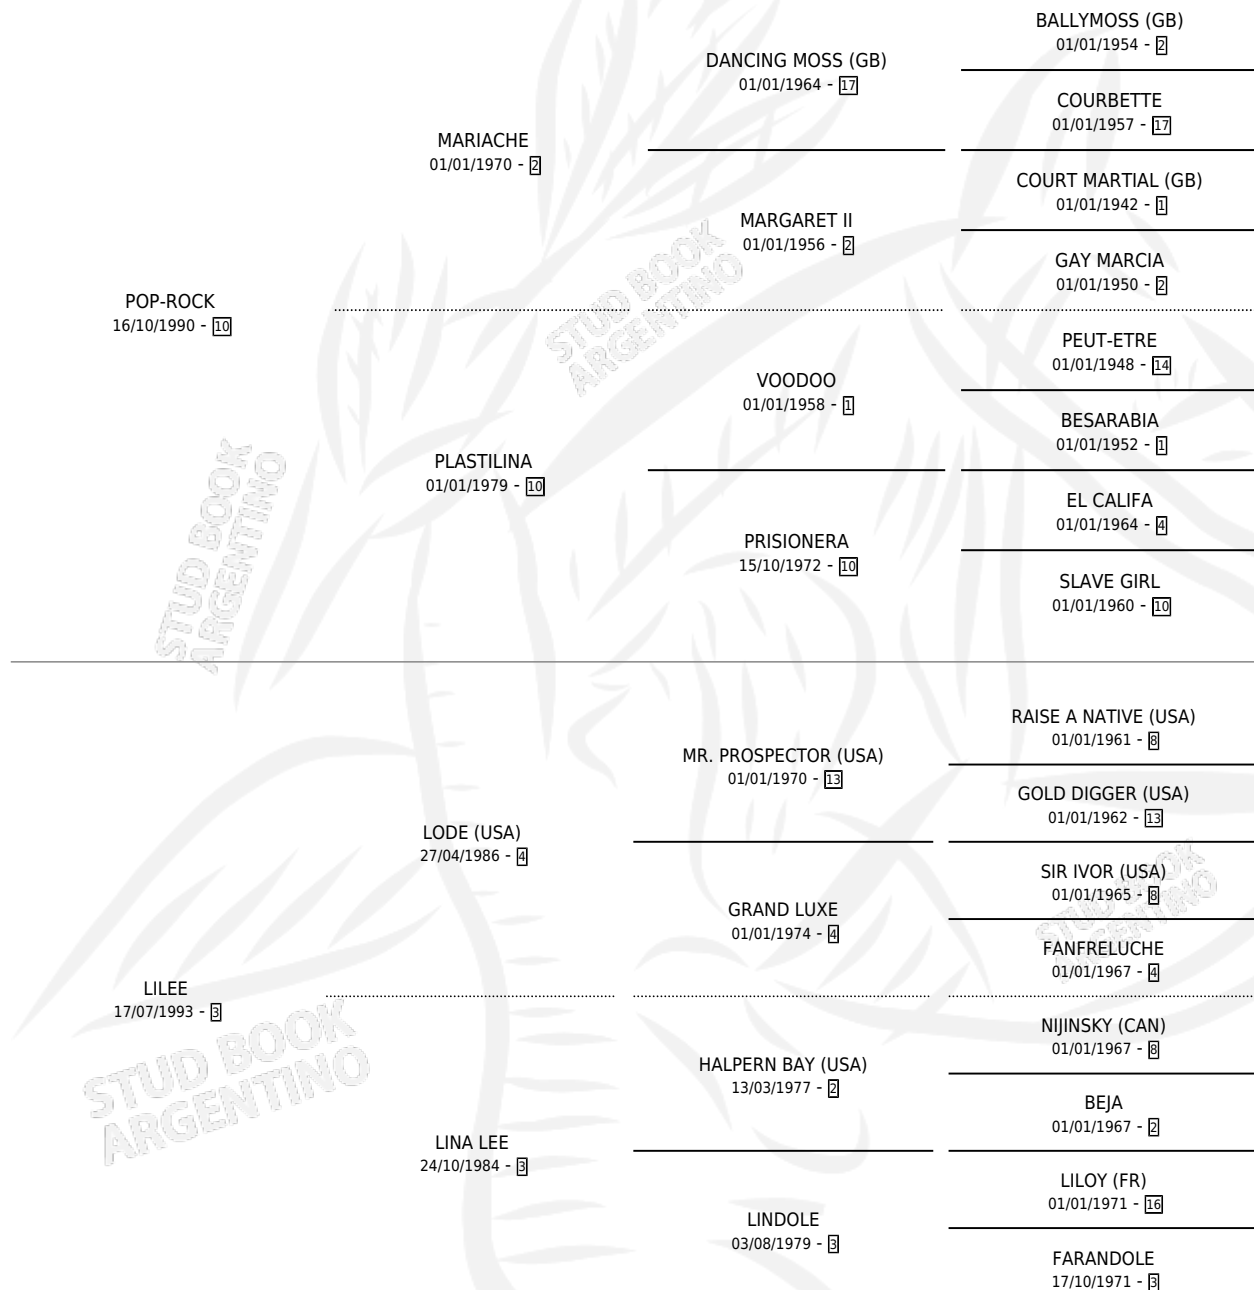 BALLYMOSS (GB)
01/01/1954 - 2
DANCING MOSS (GB)
01/01/1964 - 17
COURBETTE
01/01/1957 - 17
MARIACHE
01/01/1970 - 2
COURT MARTIAL (GB)
01/01/1942 - 1
MARGARET II
01/01/1956 - 2
GAY MARCIA
01/01/1950 - 2
POP-ROCK
16/10/1990 - 10
PEUT-ETRE
01/01/1948 - 14
VOODOO
01/01/1958 - 1
BESARABIA
01/01/1952 - 1
PLASTILINA
01/01/1979 - 10
EL CALIFA
01/01/1964 - 4
PRISIONERA
15/10/1972 - 10
SLAVE GIRL
01/01/1960 - 10
RAISE A NATIVE (USA)
01/01/1961 - 8
MR. PROSPECTOR (USA)
01/01/1970 - 13
GOLD DIGGER (USA)
01/01/1962 - 13
LODE (USA)
27/04/1986 - 4
SIR IVOR (USA)
01/01/1965 - 8
GRAND LUXE
01/01/1974 - 4
FANFRELUCHE
01/01/1967 - 4
LILEE
17/07/1993 - 3
NIJINSKY (CAN)
01/01/1967 - 8
HALPERN BAY (USA)
13/03/1977 - 2
BEJA
01/01/1967 - 2
LINA LEE
24/10/1984 - 3
LILOY (FR)
01/01/1971 - 16
LINDOLE
03/08/1979 - 3
FARANDOLE
17/10/1971 - 3
STUD BOOK
ARGENTINO
STUD BOOK
ARGENTINO
STUD BOOK
ARGENTINO
STUD BOOK
ARGENTINO